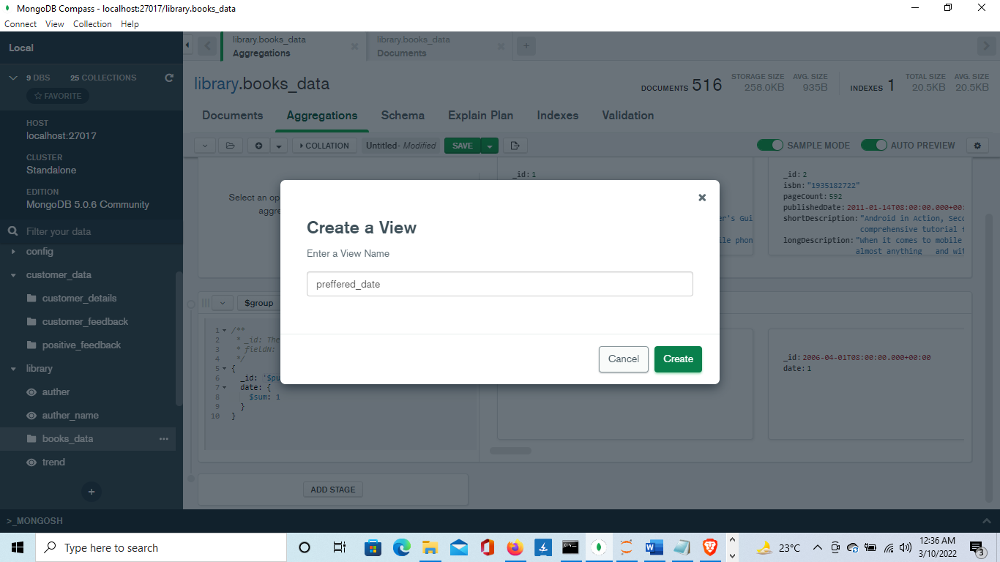 MongoDB Compass - localhost:27017/library.books_data
Connect View Collection Help
Local
9 DBS 25 COLLECTIONS
FAVORITE
HOST
localhost:27017
CLUSTER
Standalone
EDITION
MongoDB 5.0.6 Community
Filter your data
config
customer_data
customer_details
customer_feedback
positive_feedback
library
auther
auther_name
books_data
trend
+
>_MONGOSH
library.books_data
Aggregations
library.books_data
Documents
library.books_data
DOCUMENTS 516
STORAGE SIZE
258.0KB
AVG. SIZE
935B
INDEXES 1
TOTAL SIZE
20.5KB
AVG. SIZE
20.5KB
Documents Aggregations Schema Explain Plan Indexes Validation
COLLATION Untitled- Modified SAVE SAMPLE MODE AUTO PREVIEW
Select an op
aggre
_id: 1
er's Gui
ile phon
_id: 2
isbn: "1935182722"
pageCount: 592
publishedDate: 2011-01-14T08:00:00.000+00:
shortDescription: "Android in Action, Secc
comprehensive tutorial f
longDescription: "When it comes to mobile
almost anything and wit
Create a View
Enter a View Name
preffered_date
Cancel Create
$group
1 /**
2 * _id: The
3 * fieldN:
4 */
5 {
6 _id: '$pu
7 date: {
8 $sum: 1
9 }
10 }
_id: 2006-04-01T08:00:00.000+00:00
date: 1
ADD STAGE
Type here to search
23°C
12:36 AM
3/10/2022
3